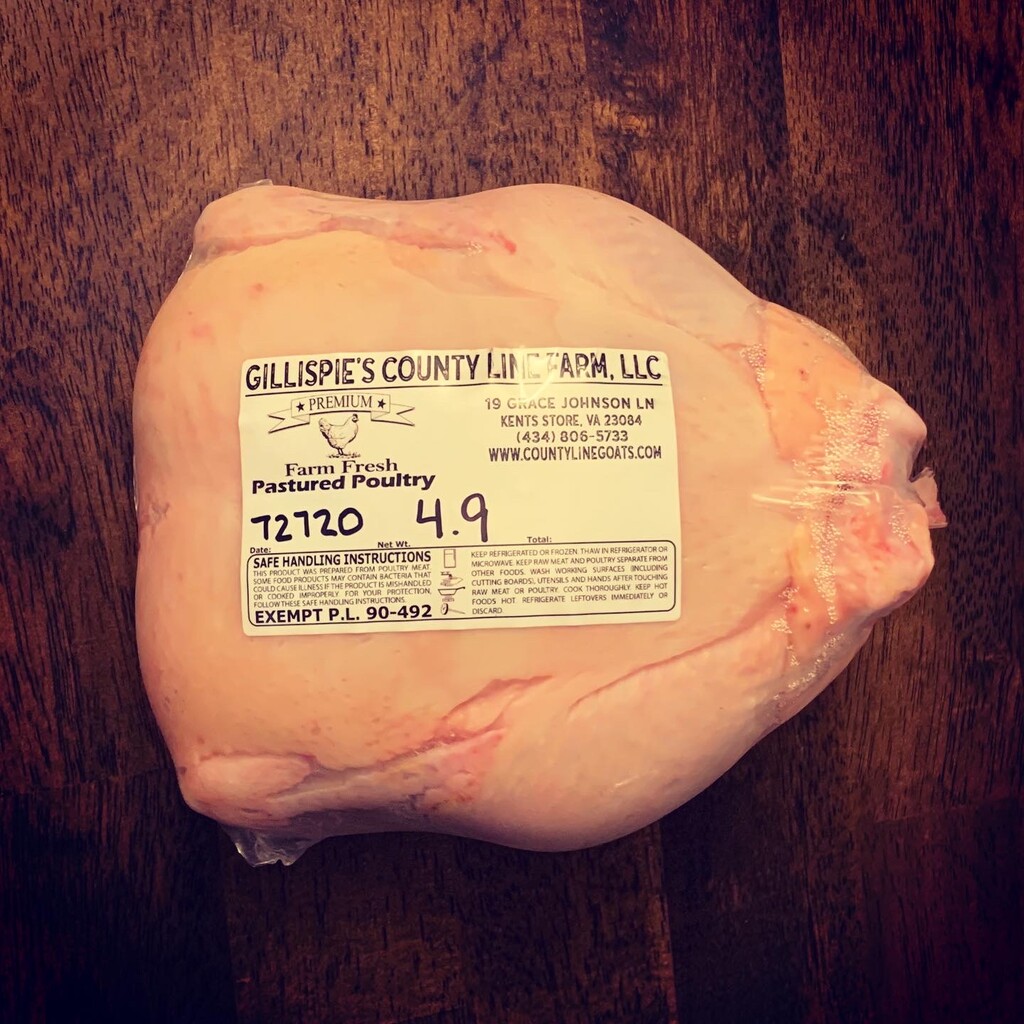 GILLISPIE'S COUNTY LINE FARM, LLC
PREMIUM
Farm Fresh
Pastured Poultry
19 GRACE JOHNSON LN
KENTS STORE, VA 23084
(434) 806-5733
WWW.COUNTYLINEGOATS.COM
72720 4.9
Date: Net Wt. Total:
SAFE HANDLING INSTRUCTIONS
THIS PRODUCT WAS PREPARED FROM POULTRY MEAT.
SOME FOOD PRODUCTS MAY CONTAIN BACTERIA THAT
COULD CAUSE ILLNESS IF THE PRODUCT IS MISHANDLED
OR COOKED IMPROPERLY. FOR YOUR PROTECTION,
FOLLOW THESE SAFE HANDLING INSTRUCTIONS.
EXEMPT P.L. 90-492
KEEP REFRIGERATED OR FROZEN. THAW IN REFRIGERATOR OR
MICROWAVE. KEEP RAW MEAT AND POULTRY SEPARATE FROM
OTHER FOODS. WASH WORKING SURFACES (INCLUDING
CUTTING BOARDS), UTENSILS AND HANDS AFTER TOUCHING
RAW MEAT OR POULTRY. COOK THOROUGHLY. KEEP HOT
FOODS HOT. REFRIGERATE LEFTOVERS IMMEDIATELY OR
DISCARD.